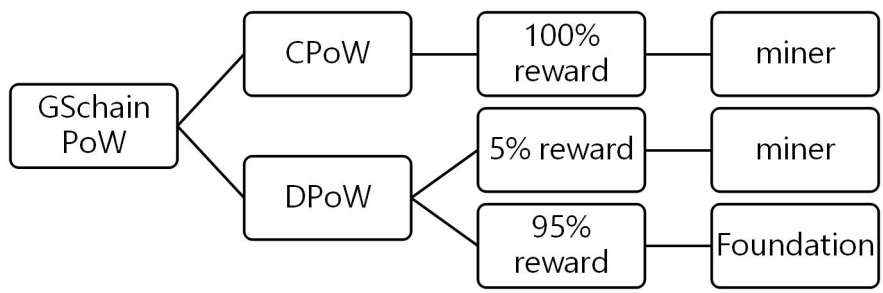 GSchain
PoW
CPoW
100%
reward
miner
DPoW
5% reward
miner
95%
reward
Foundation